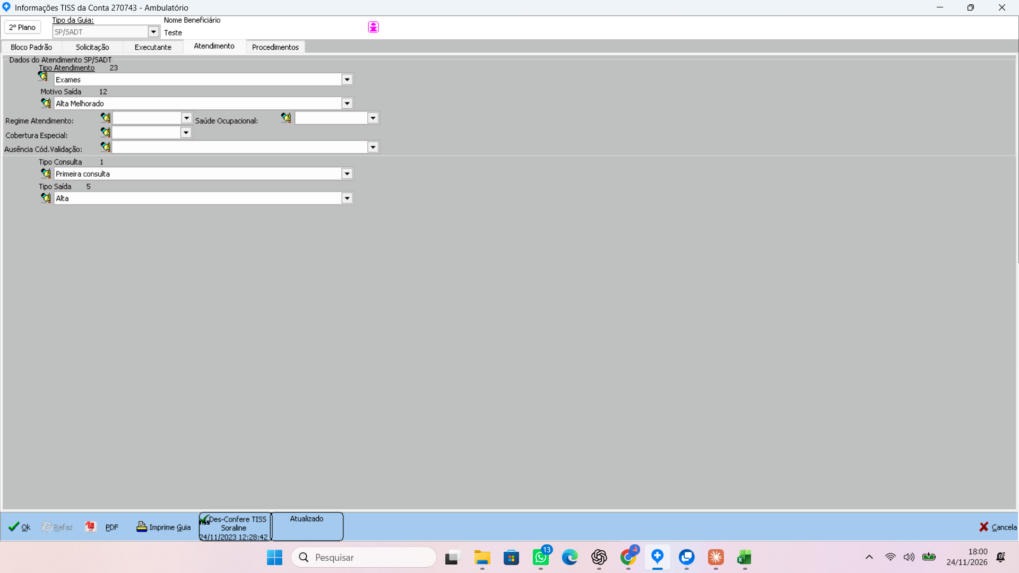 Informações TISS da Conta 270743 - Ambulatório
2º Plano
Tipo da Guia:
SP/SADT
Nome Beneficiário
Teste
Bloco Padrão Solicitação Executante Atendimento Procedimentos
Dados do Atendimento SP/SADT
Tipo Atendimento 23
Exames
Motivo Saída 12
Alta Melhorado
Regime Atendimento: Saúde Ocupacional:
Cobertura Especial:
Ausência Cód.Validação:
Tipo Consulta 1
Primeira consulta
Tipo Saída 5
Alta
Ok Refaz PDF Imprime Guia
Des-Confere TISS
Soraline
24/11/2023 12:28:42
Atualizado
Cancela
Pesquisar
13
4
18:00
24/11/2026